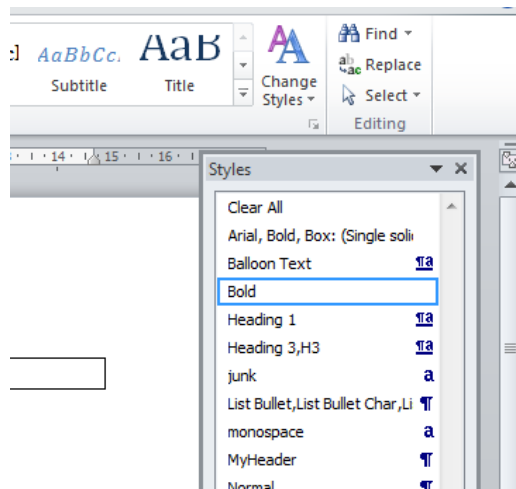 Find
AaBbCc. AaB Change Styles Replace
Subtitle Title Select
Editing
14 15 16
Styles
Clear All
Arial, Bold, Box: (Single soli
Balloon Text ¶a
Bold
Heading 1 ¶a
Heading 3,H3 ¶a
junk a
List Bullet,List Bullet Char,Li ¶
monospace a
MyHeader ¶
Normal ¶